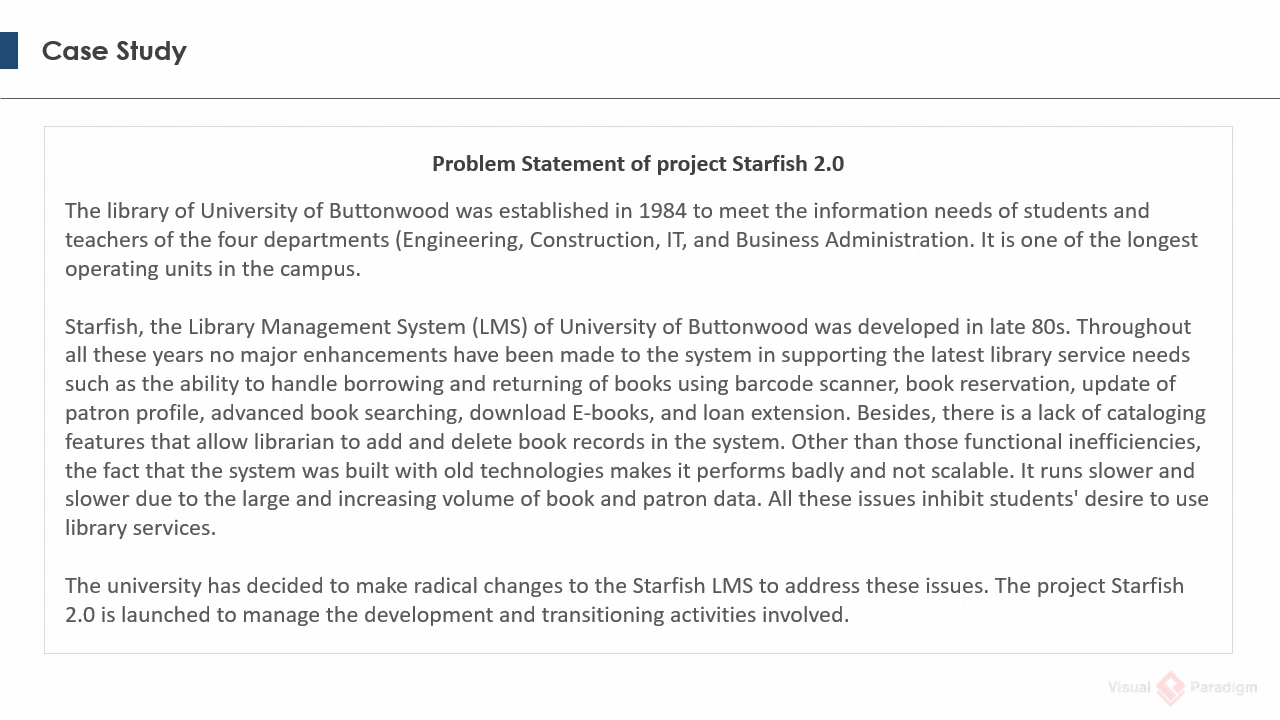 Case Study
Problem Statement of project Starfish 2.0
The library of University of Buttonwood was established in 1984 to meet the information needs of students and
teachers of the four departments (Engineering, Construction, IT, and Business Administration. It is one of the longest
operating units in the campus.
Starfish, the Library Management System (LMS) of University of Buttonwood was developed in late 80s. Throughout
all these years no major enhancements have been made to the system in supporting the latest library service needs
such as the ability to handle borrowing and returning of books using barcode scanner, book reservation, update of
patron profile, advanced book searching, download E-books, and loan extension. Besides, there is a lack of cataloging
features that allow librarian to add and delete book records in the system. Other than those functional inefficiencies,
the fact that the system was built with old technologies makes it performs badly and not scalable. It runs slower and
slower due to the large and increasing volume of book and patron data. All these issues inhibit students' desire to use
library services.
The university has decided to make radical changes to the Starfish LMS to address these issues. The project Starfish
2.0 is launched to manage the development and transitioning activities involved.
Visual Paradigm